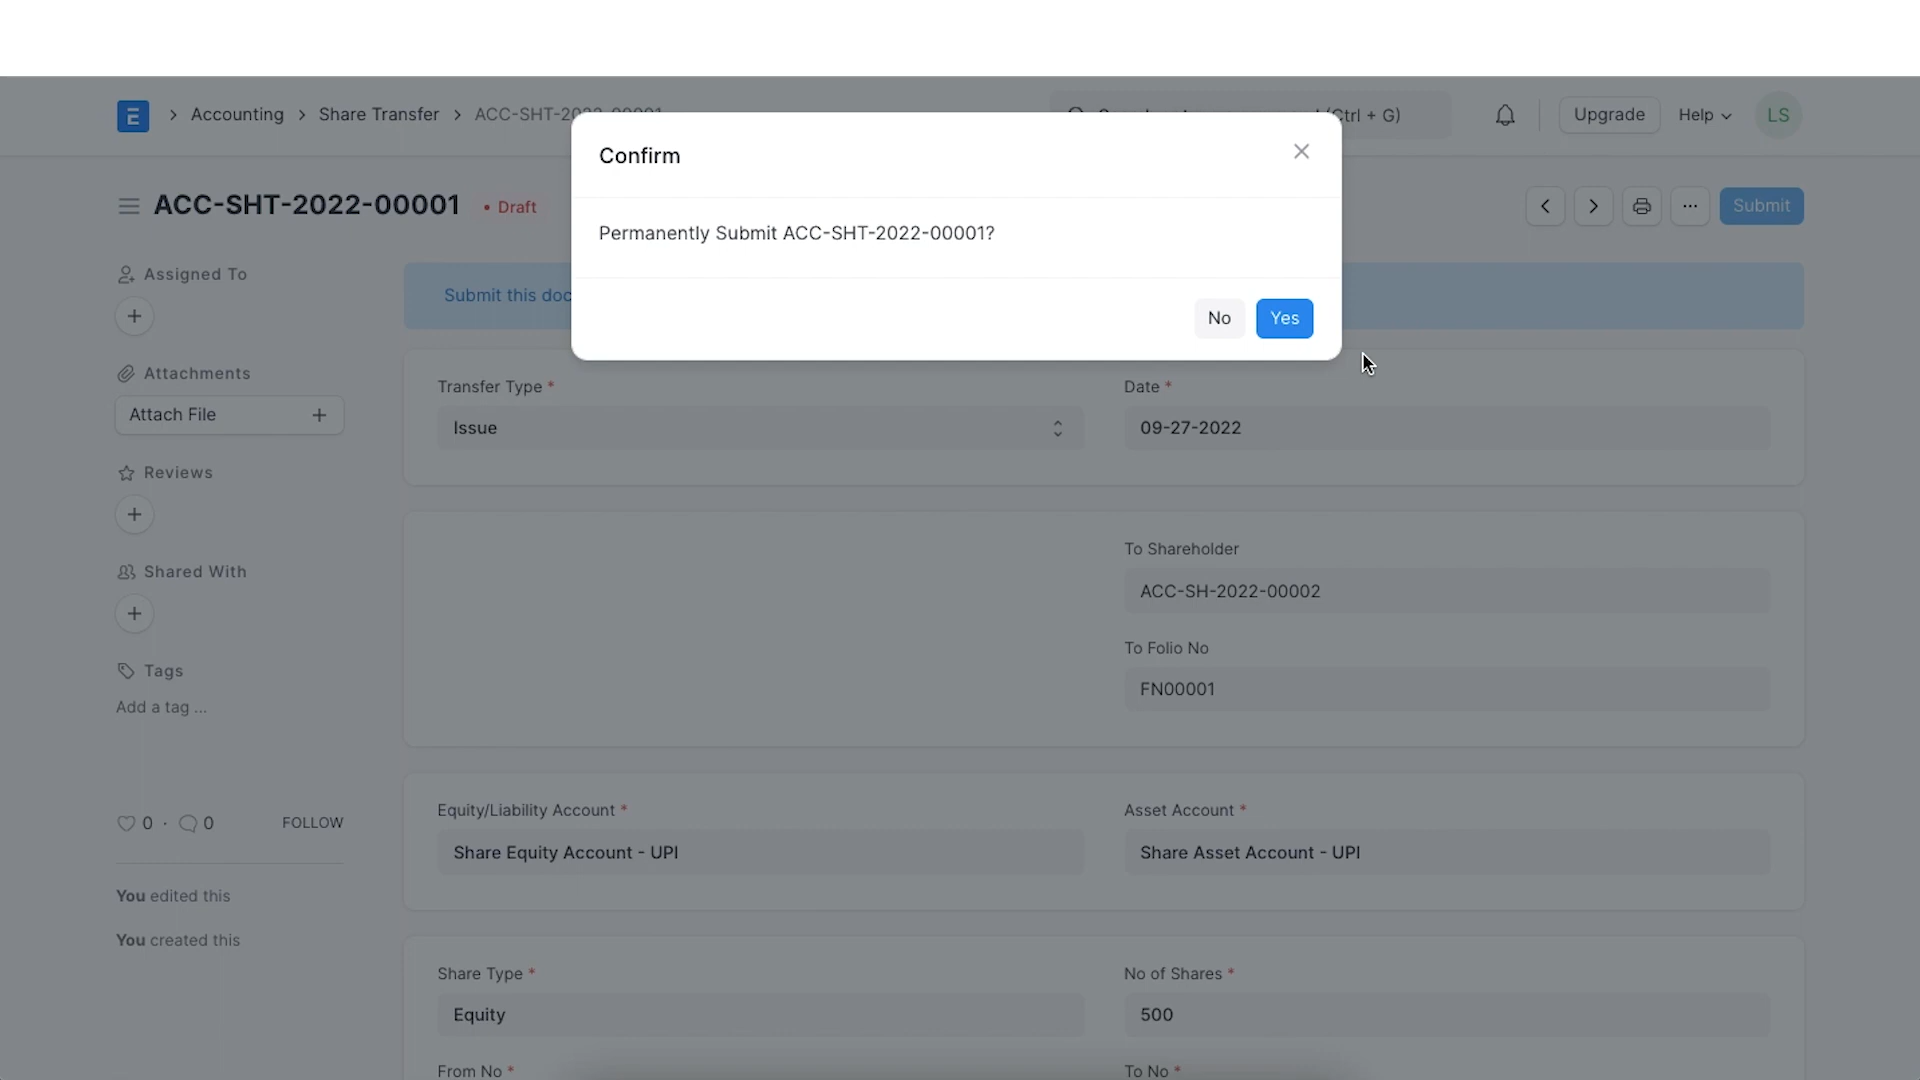 E > Accounting > Share Transfer > ACC-SHT-2022-00001
Ctrl + G)
Upgrade
Help
LS
Confirm
Permanently Submit ACC-SHT-2022-00001?
No
Yes
ACC-SHT-2022-00001
• Draft
Submit
Assigned To
Attachments
Attach File
Reviews
Shared With
Tags
Add a tag ...
0 · 0
FOLLOW
You edited this
You created this
Submit this doc
Transfer Type *
Issue
Date *
09-27-2022
To Shareholder
ACC-SH-2022-00002
To Folio No
FN00001
Equity/Liability Account *
Share Equity Account - UPI
Asset Account *
Share Asset Account - UPI
Share Type *
Equity
No of Shares *
500
From No *
To No *